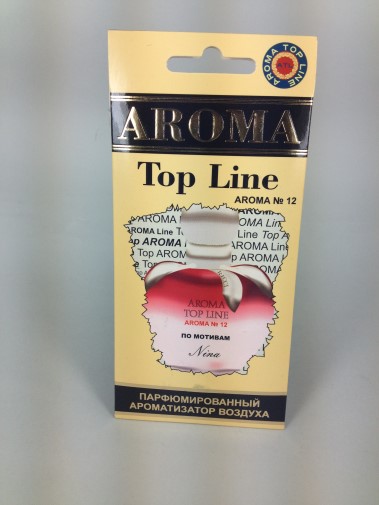 AROMA TOP LINE
ATL
AROMA
Top Line
AROMA № 12
AROMA
TOP LINE
AROMA № 12
ПО МОТИВАМ
Nina
ПАРФЮМИРОВАННЫЙ
АРОМАТИЗАТОР ВОЗДУХА